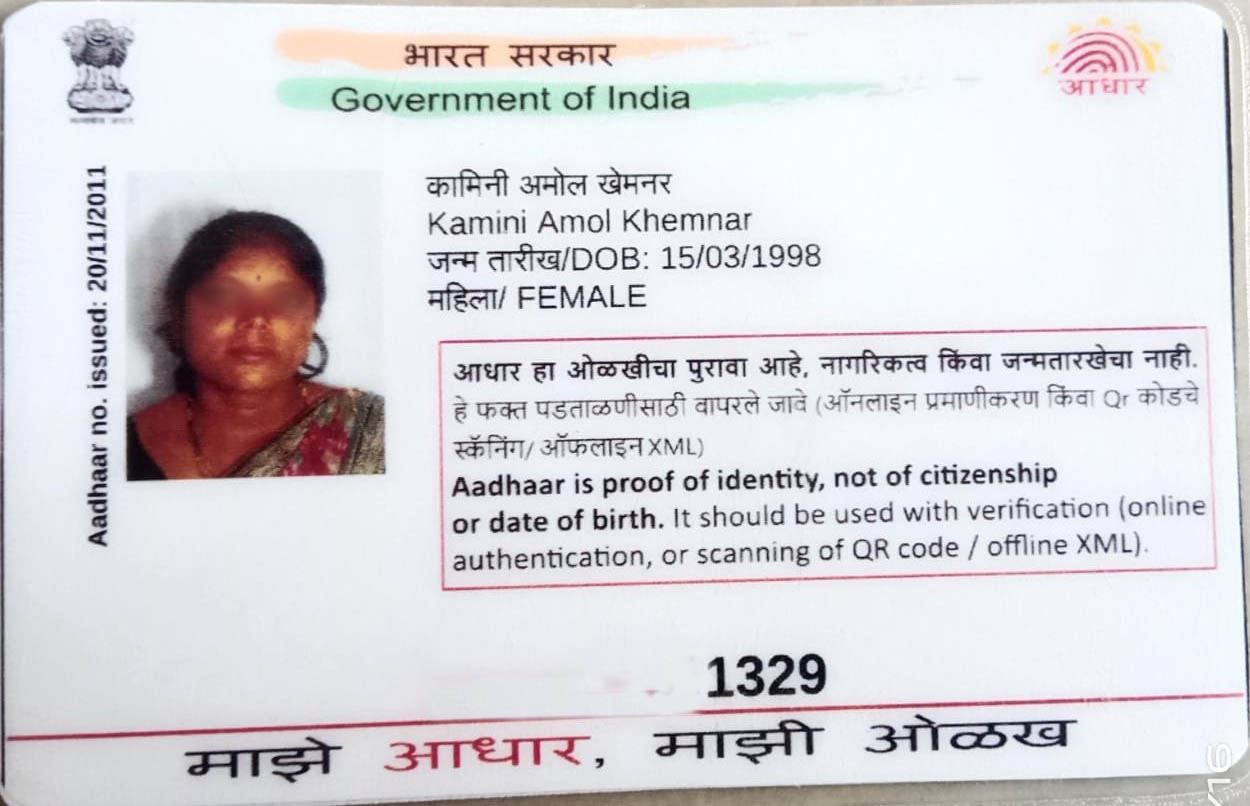 भारत सरकार
Government of India
आधार
Aadhaar no. issued: 20/11/2011
कामिनी अमोल खेमनर
Kamini Amol Khemnar
जन्म तारीख/DOB: 15/03/1998
महिला/ FEMALE
आधार हा ओळखीचा पुरावा आहे, नागरिकत्व किंवा जन्मतारखेचा नाही.
हे फक्त पडताळणीसाठी वापरले जावे (ऑनलाइन प्रमाणीकरण किंवा Qr कोडचे
स्कॅनिंग/ ऑफलाइन XML)
Aadhaar is proof of identity, not of citizenship
or date of birth. It should be used with verification (online
authentication, or scanning of QR code / offline XML).
1329
माझे आधार, माझी ओळख